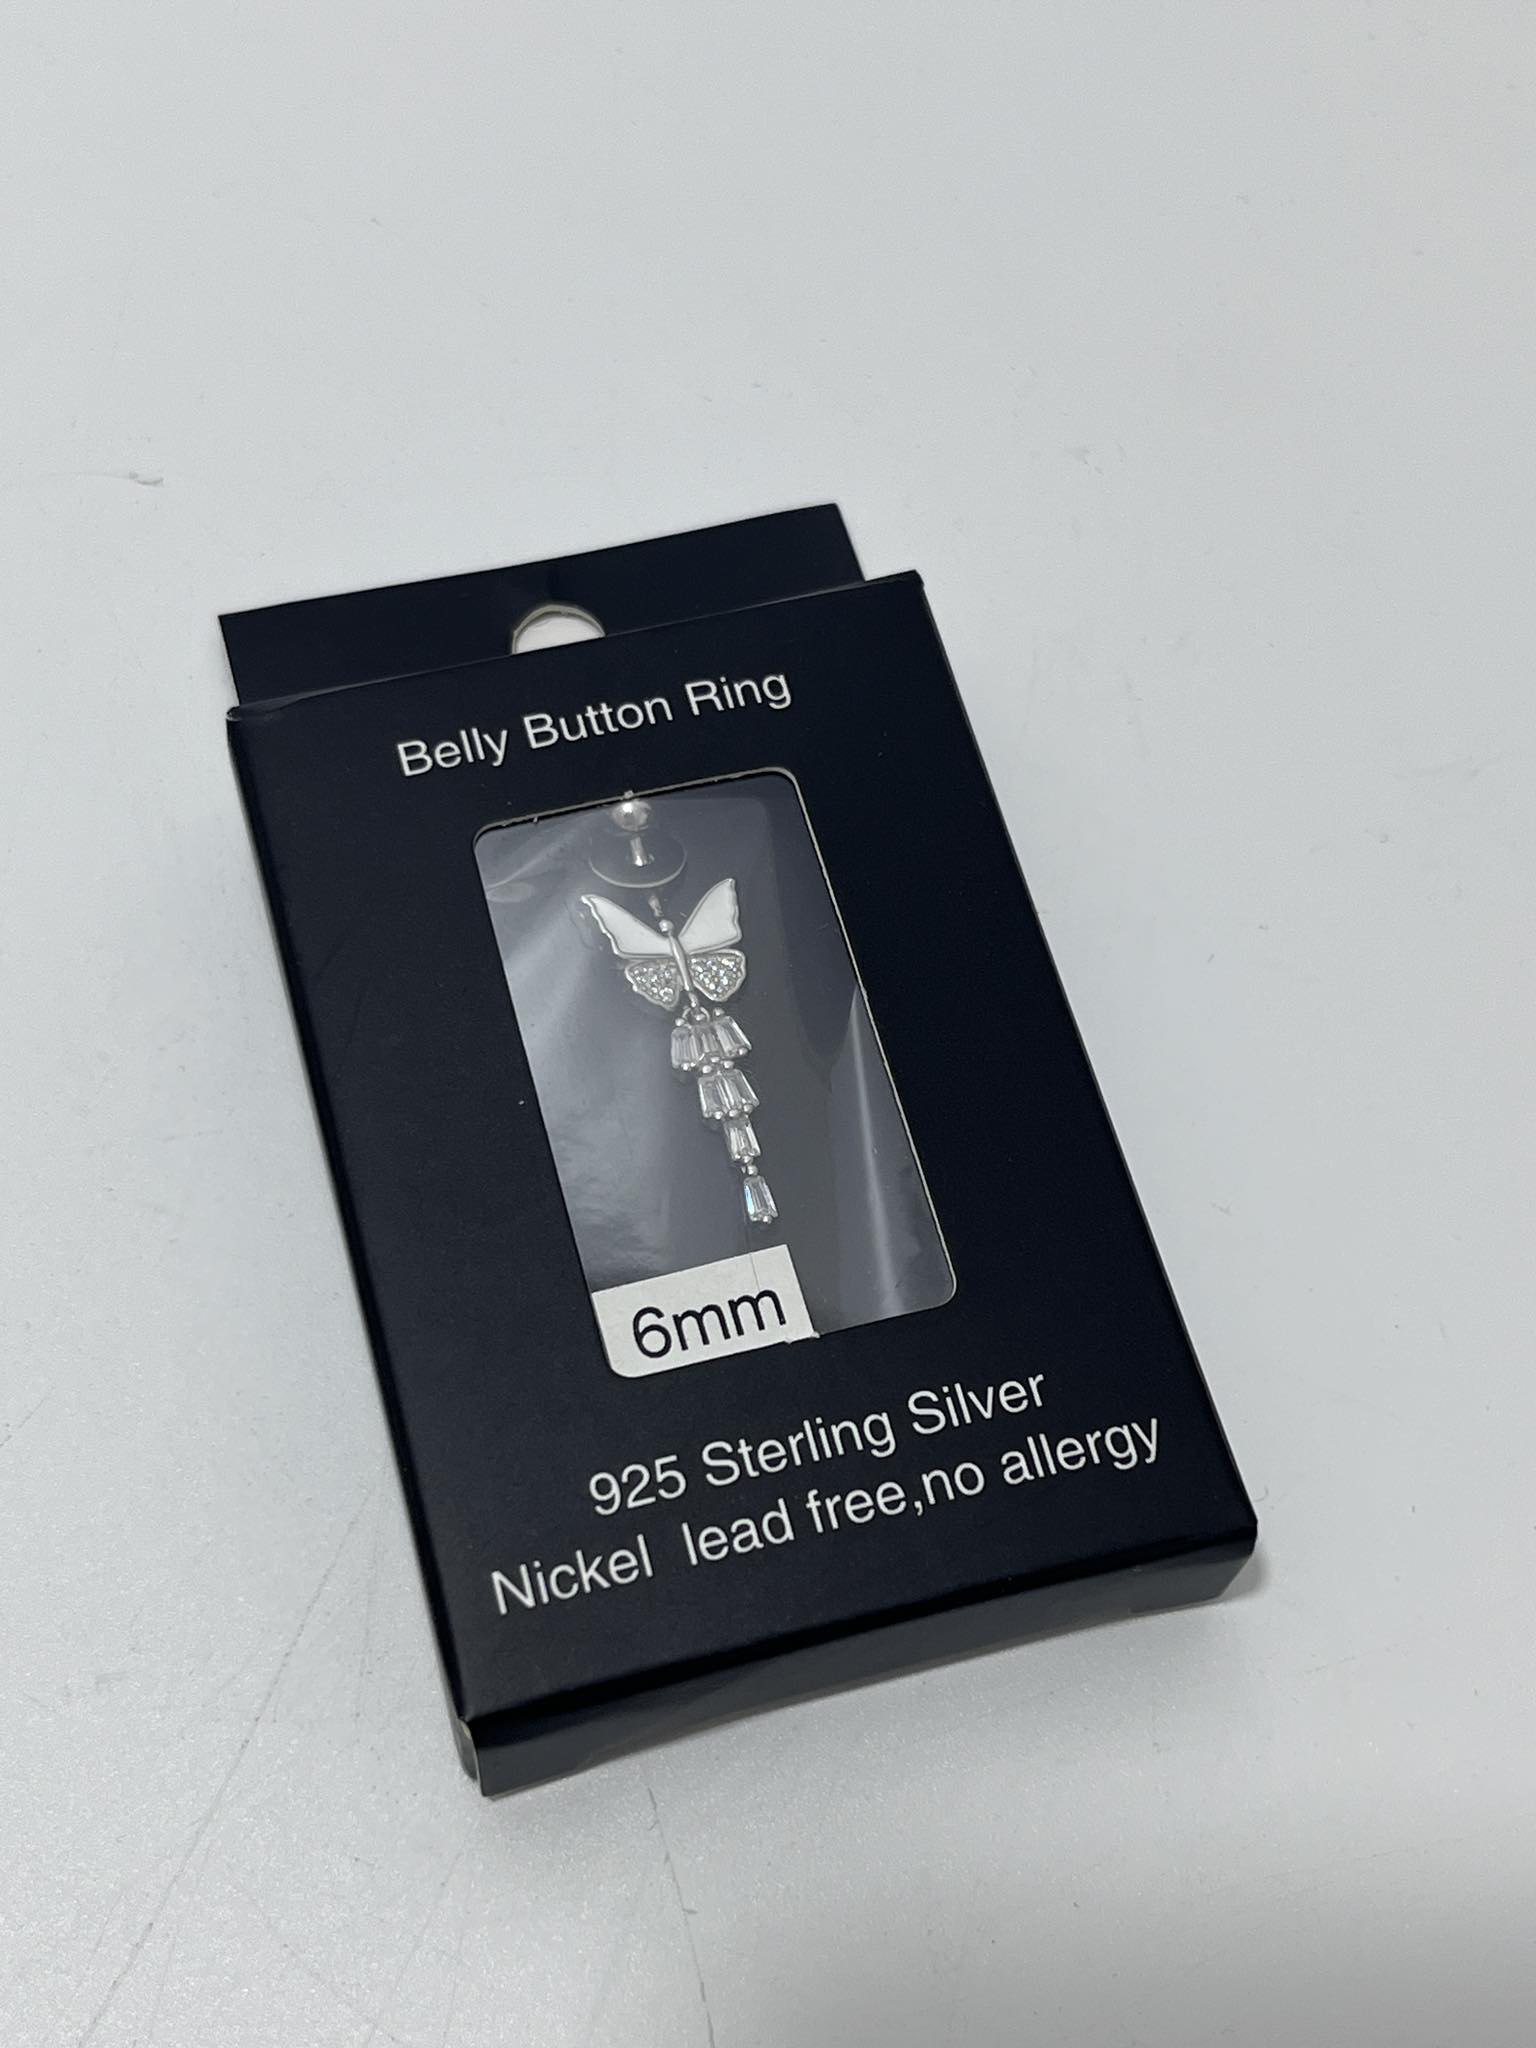 Belly Button Ring
6mm
925 Sterling Silver
Nickel lead free,no allergy